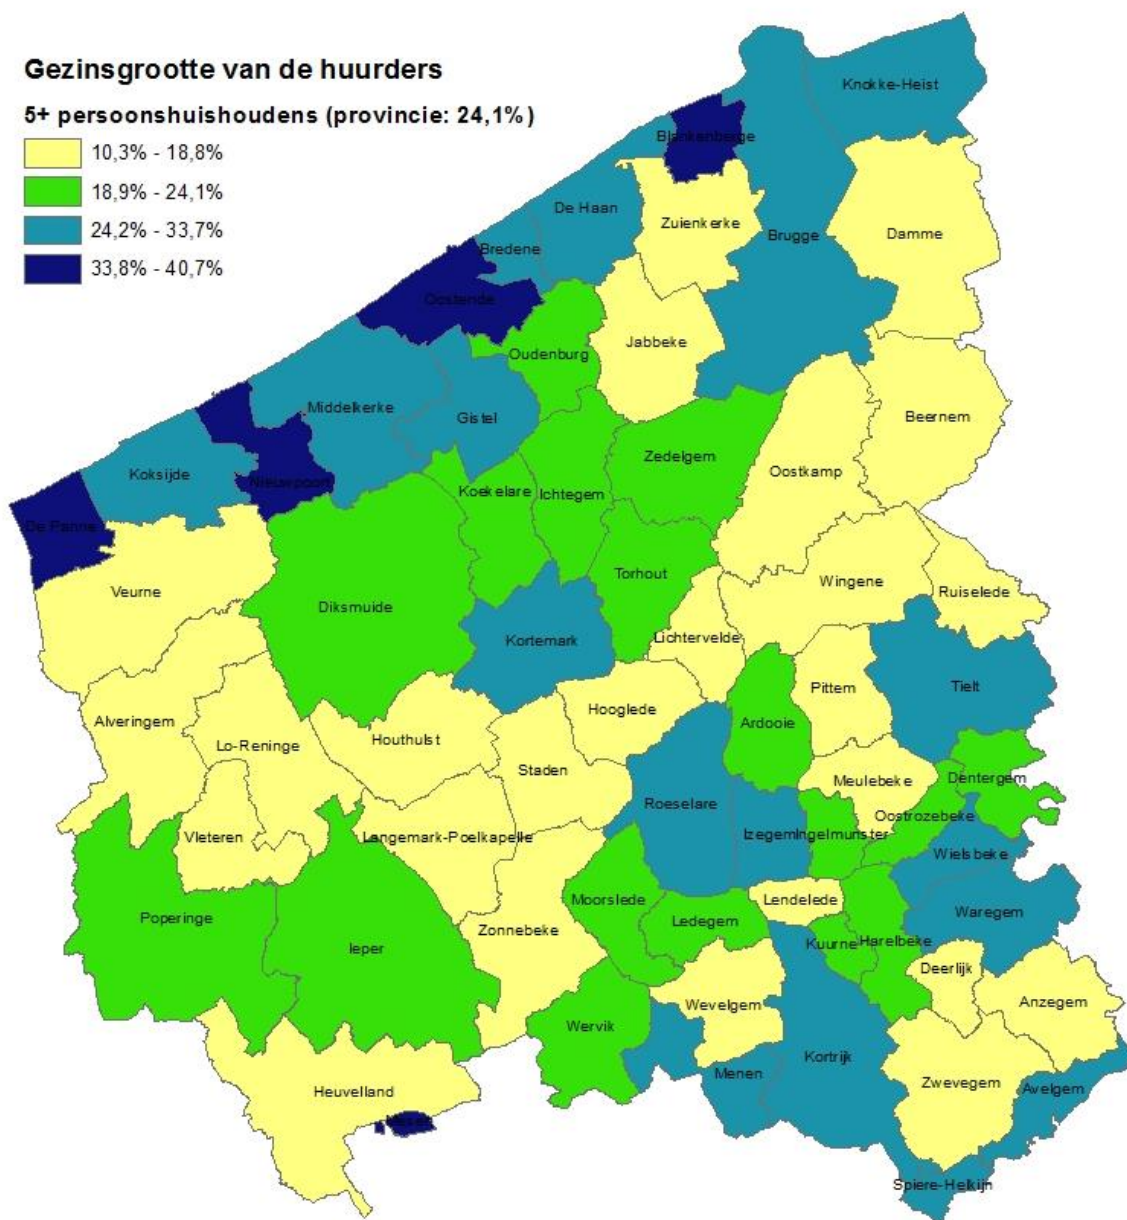 Gezinsgrootte van de huurders
5+ persoonshuishoudens (provincie: 24,1%)
10,3% - 18,8%
18,9% - 24,1%
24,2% - 33,7%
33,8% - 40,7%
Knokke-Heist
Blankenberge
De Haan
Zuienkerke
Brugge
Damme
Bredene
Oostende
Jabbeke
Oudenburg
Middelkerke
Gistel
Beernem
Koksijde
Nieuwpoort
Zedelgem
Oostkamp
Koekelare
Ichtegem
De Panne
Veurne
Diksmuide
Torhout
Wingene
Ruiselede
Kortemark
Lichtervelde
Pittem
Tielt
Alveringem
Lo-Reninge
Houthulst
Hooglede
Ardooie
Staden
Meulebeke
Dentergem
Vleteren
Langemark-Poelkapelle
Roeselare
Izegem
Ingelmunster
Oostrozebeke
Wielsbeke
Poperinge
Ieper
Zonnebeke
Moorslede
Ledegem
Lendelede
Waregem
Kuurne
Harelbeke
Deerlijk
Wevelgem
Anzegem
Wervik
Menen
Kortrijk
Zwevegem
Avelgem
Heuvelland
Mesen
Spiere-Helkijn